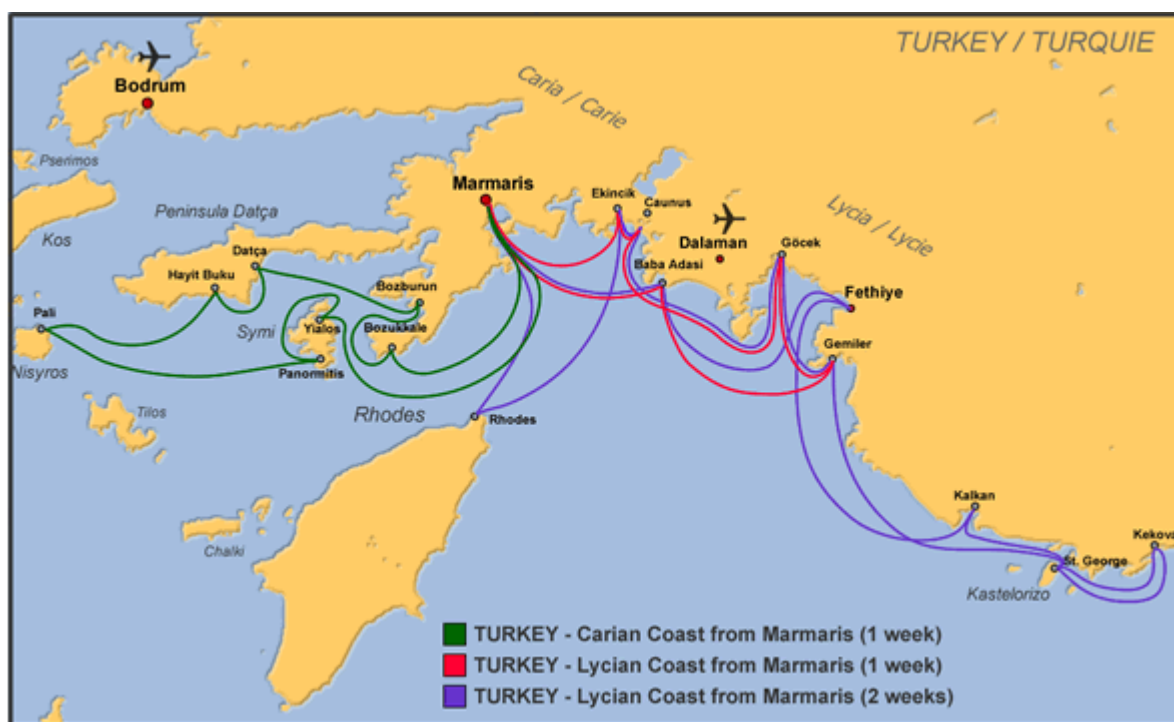 TURKEY / TURQUIE
Bodrum
Caria / Carie
Pserimos
Marmaris
Ekincik
Caunus
Lycia / Lycie
Peninsula Datça
Kos
Datça
Dalaman
Göcek
Hayit Buku
Baba Adasi
Bozburun
Fethiye
Pali
Symi
Yialos
Bozukkale
Gemiler
Nisyros
Panormitis
Tilos
Rhodes
Rhodes
Kalkan
Chalki
Kekova
St. George
Kastelorizo
TURKEY - Carian Coast from Marmaris (1 week)
TURKEY - Lycian Coast from Marmaris (1 week)
TURKEY - Lycian Coast from Marmaris (2 weeks)